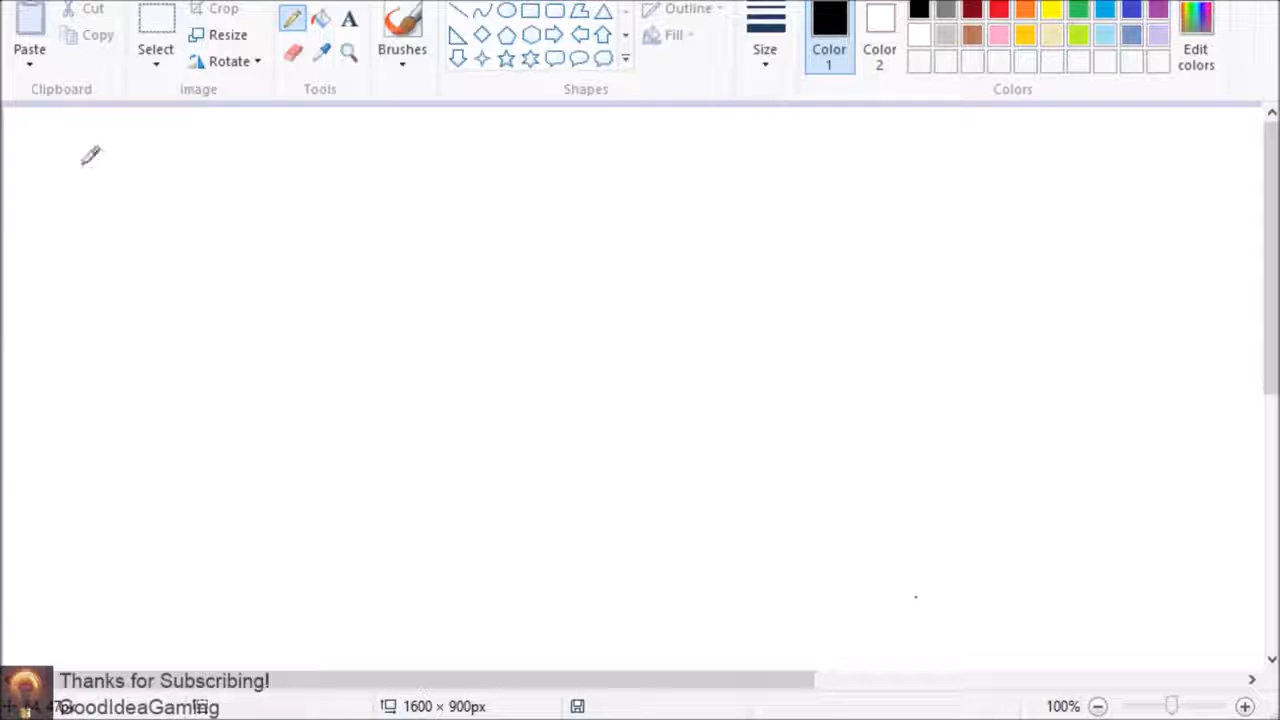 Cut
Crop
Outline
Paste
Copy
Select
Resize
Rotate
A
Brushes
Fill
Size
Color
1
Color
2
Edit
colors
Clipboard
Image
Tools
Shapes
Colors
Thanks for Subscribing!
GoodIdeaGaming
1600 × 900px
100%